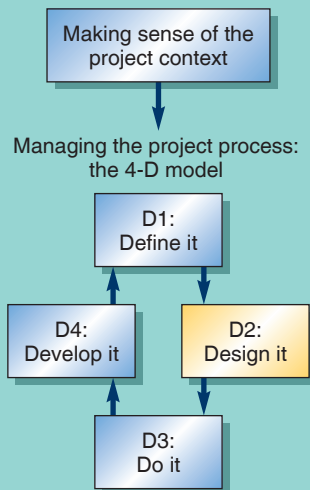 Making sense of the
project context
Managing the project process:
the 4-D model
D1:
Define it
D4:
Develop it
D2:
Design it
D3:
Do it